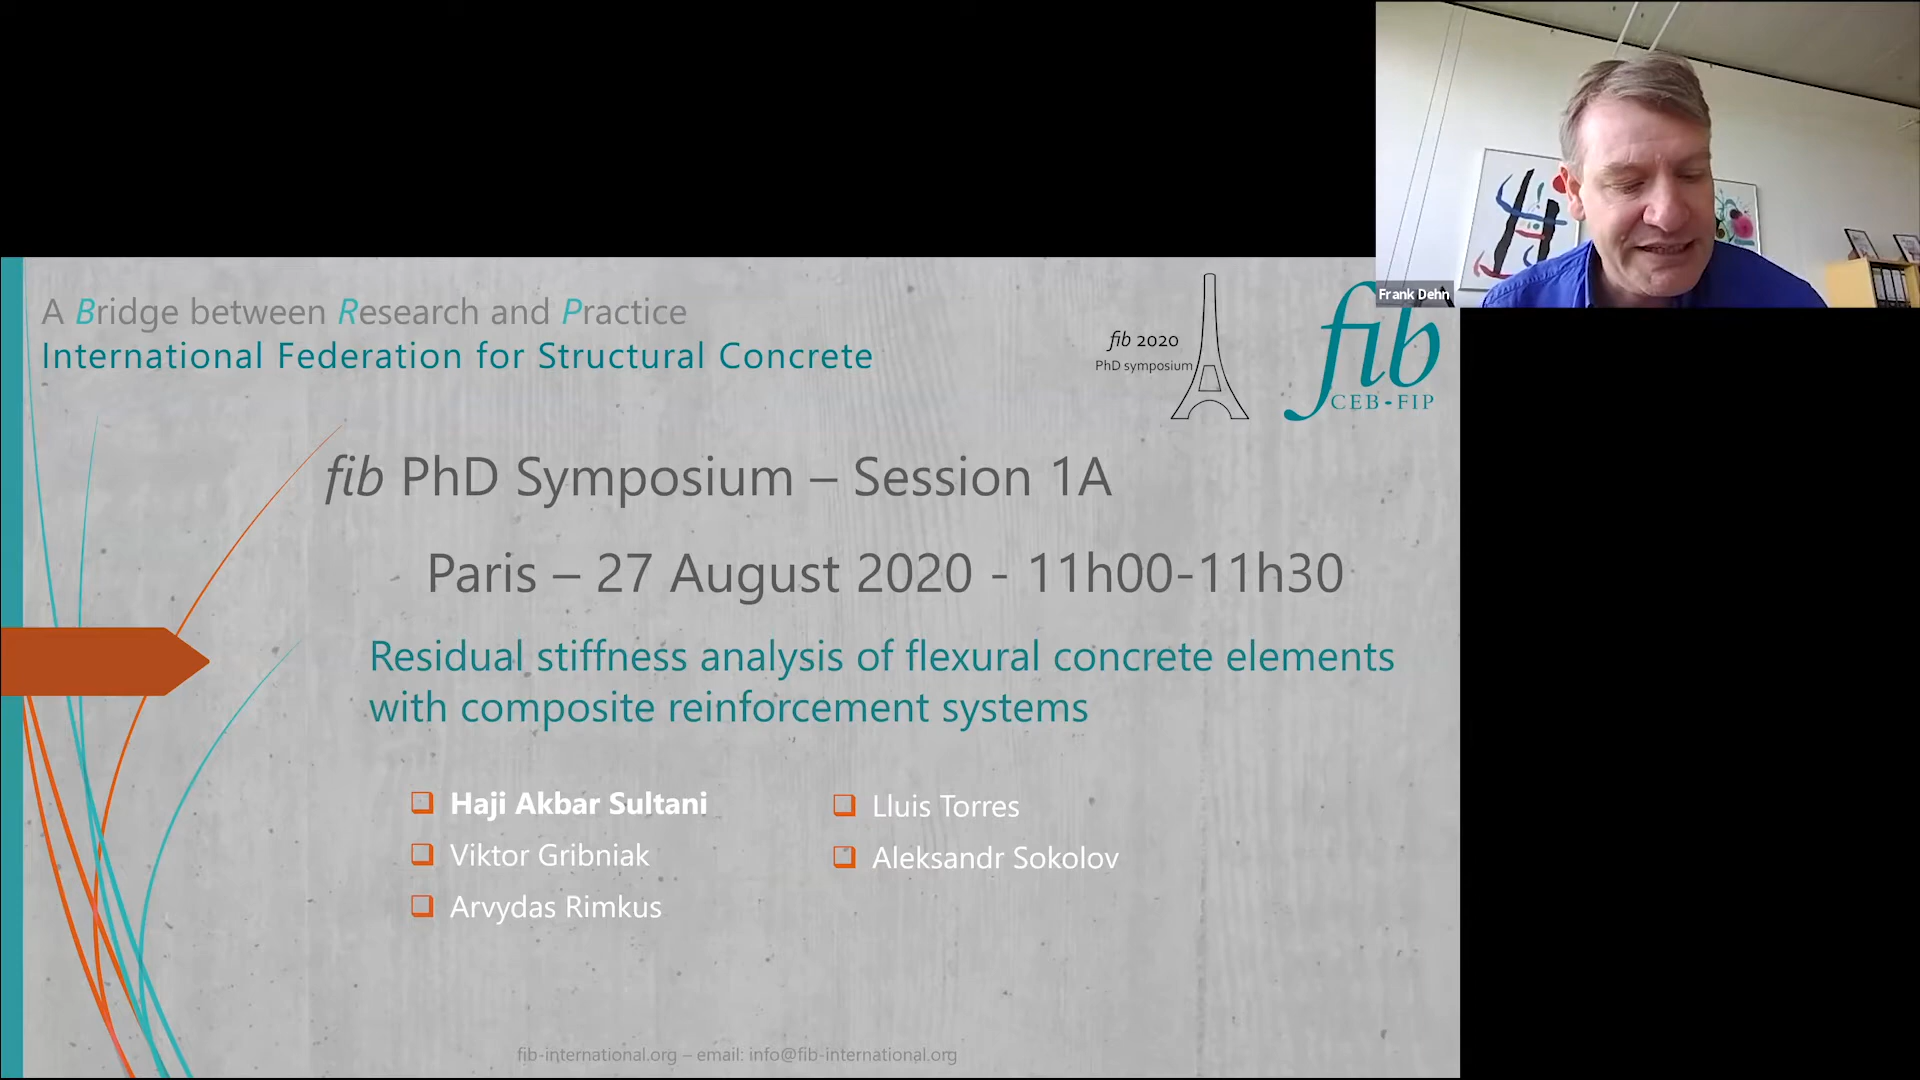 A Bridge between Research and Practice
International Federation for Structural Concrete
fib 2020
PhD symposium
fib
CEB • FIP
Frank Dehn
fib PhD Symposium – Session 1A
Paris – 27 August 2020 - 11h00-11h30
Residual stiffness analysis of flexural concrete elements
with composite reinforcement systems
Haji Akbar Sultani
Viktor Gribniak
Arvydas Rimkus
Lluis Torres
Aleksandr Sokolov
fib-international.org – email: info@fib-international.org